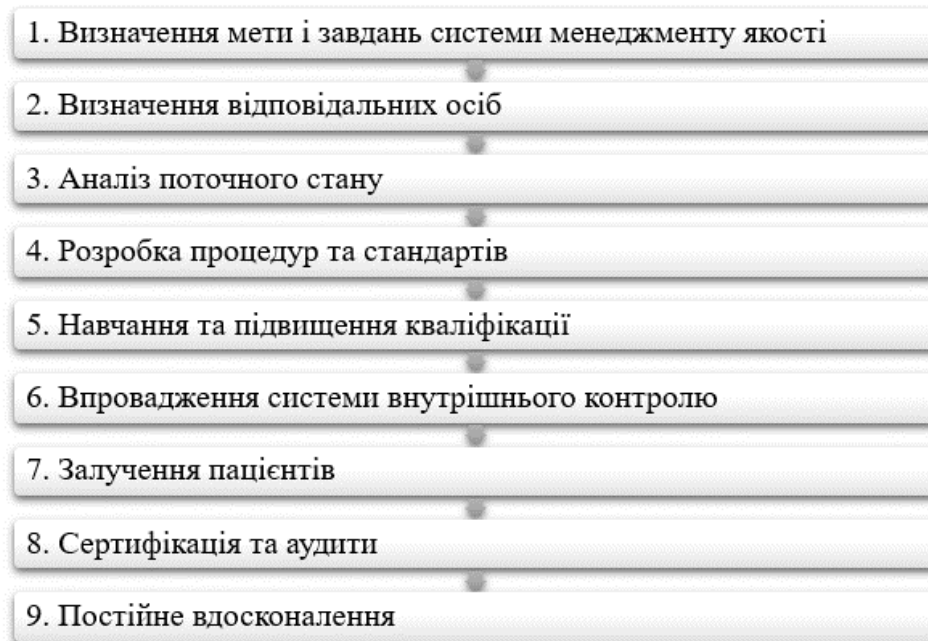 1. Визначення мети і завдань системи менеджменту якості
2. Визначення відповідальних осіб
3. Аналіз поточного стану
4. Розробка процедур та стандартів
5. Навчання та підвищення кваліфікації
6. Впровадження системи внутрішнього контролю
7. Залучення пацієнтів
8. Сертифікація та аудити
9. Постійне вдосконалення